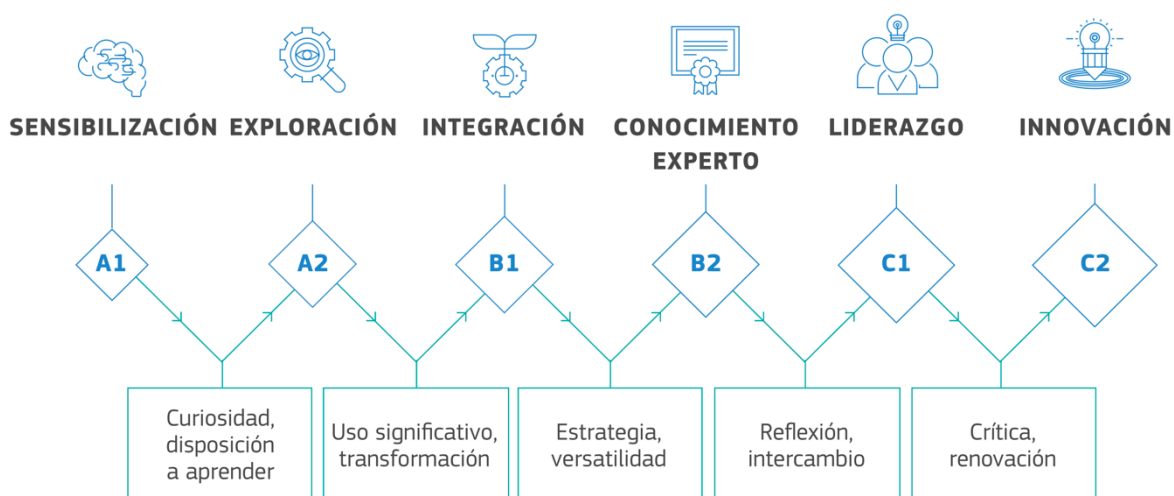 SENSIBILIZACIÓN
EXPLORACIÓN
INTEGRACIÓN
CONOCIMIENTO
EXPERTO
LIDERAZGO
INNOVACIÓN
A1
A2
B1
B2
C1
C2
Curiosidad,
disposición
a aprender
Uso significativo,
transformación
Estrategia,
versatilidad
Reflexión,
intercambio
Crítica,
renovación